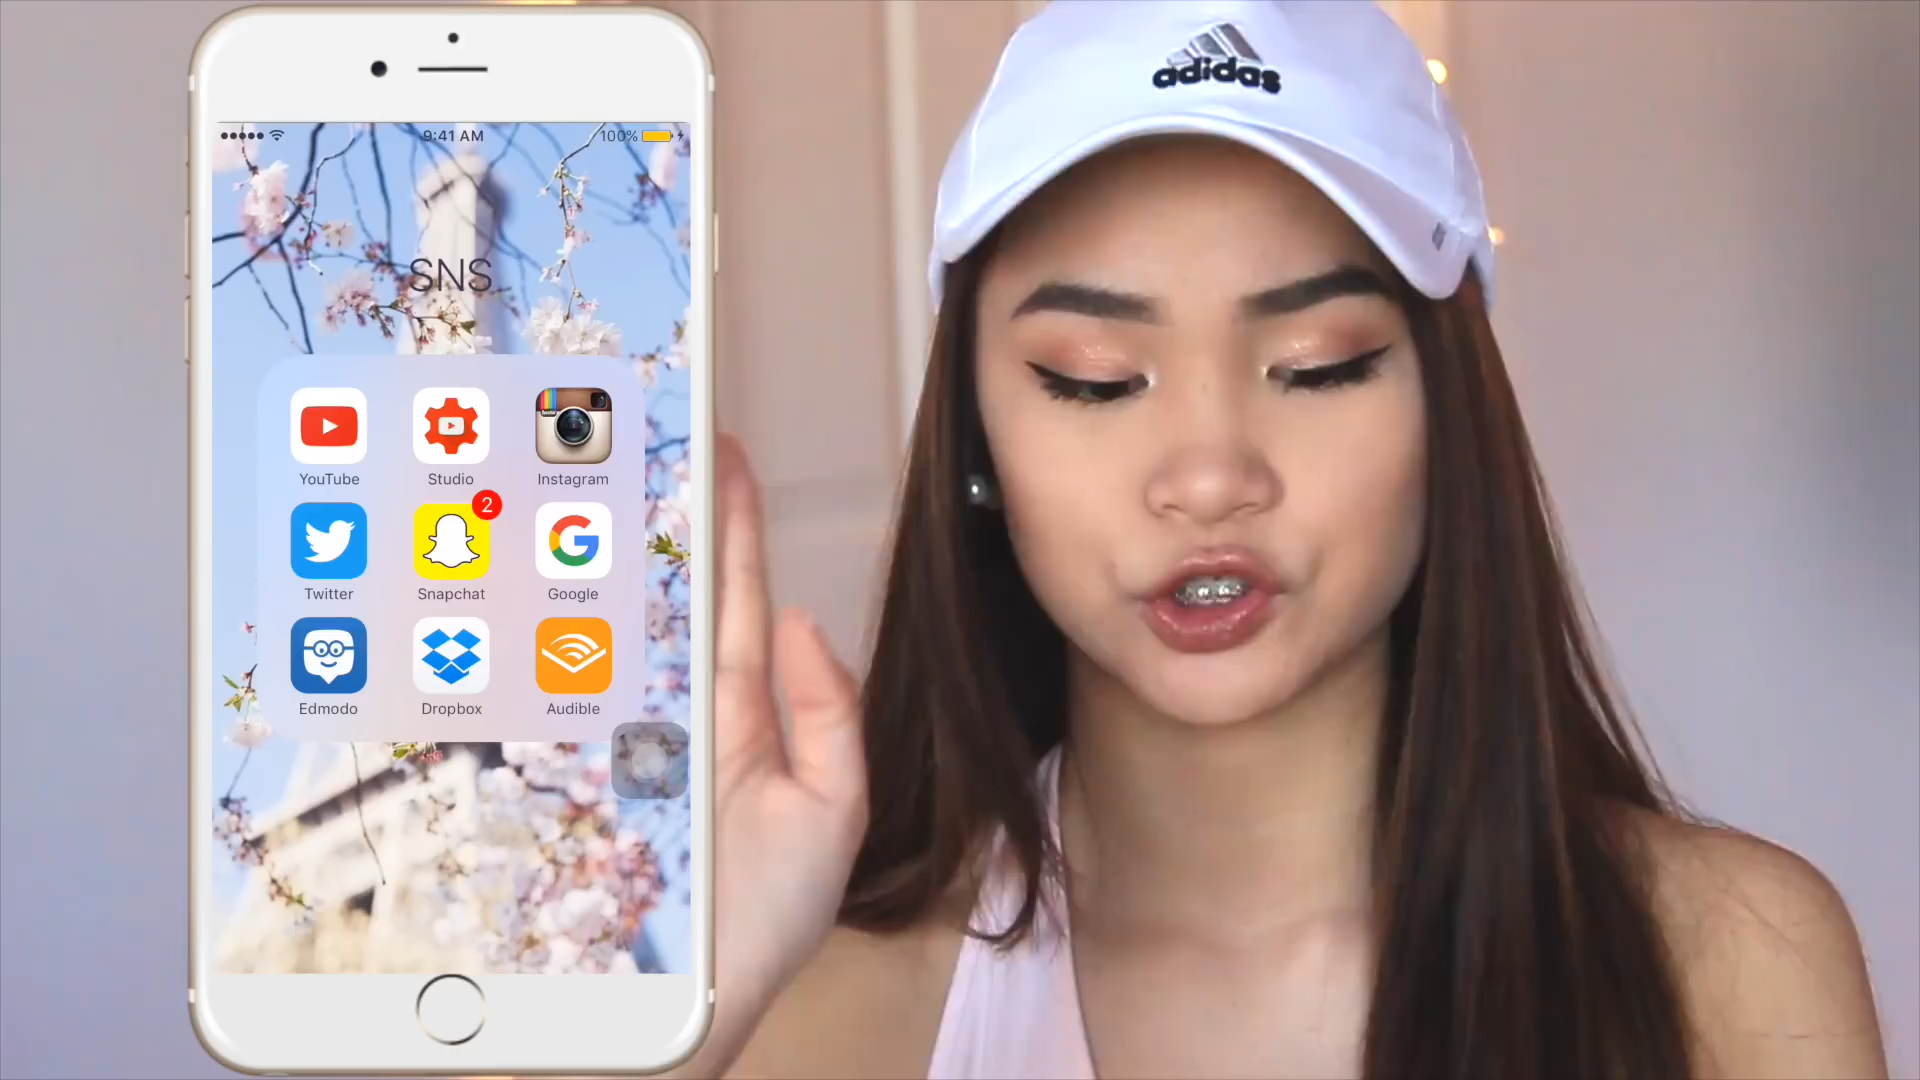 adidas
9:41 AM
100%
SNS
YouTube
Studio
Instagram
2
Twitter
Snapchat
Google
Edmodo
Dropbox
Audible